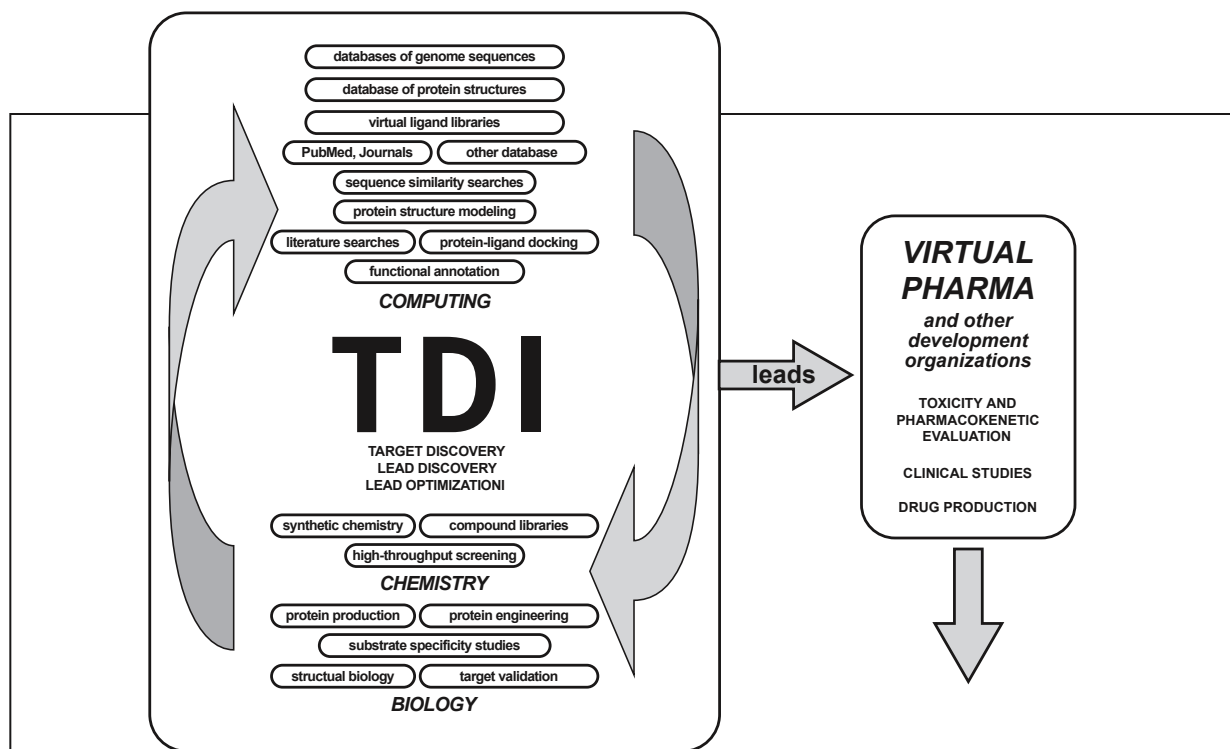 databases of genome sequences
database of protein structures
virtual ligand libraries
PubMed, Journals
other database
sequence similarity searches
protein structure modeling
literature searches
protein-ligand docking
functional annotation
COMPUTING
TDI
TARGET DISCOVERY
LEAD DISCOVERY
LEAD OPTIMIZATIONI
synthetic chemistry
compound libraries
high-throughput screening
CHEMISTRY
protein production
protein engineering
substrate specificity studies
structual biology
target validation
BIOLOGY
leads
VIRTUAL
PHARMA
and other
development
organizations
TOXICITY AND
PHARMACOKENETIC
EVALUATION
CLINICAL STUDIES
DRUG PRODUCTION